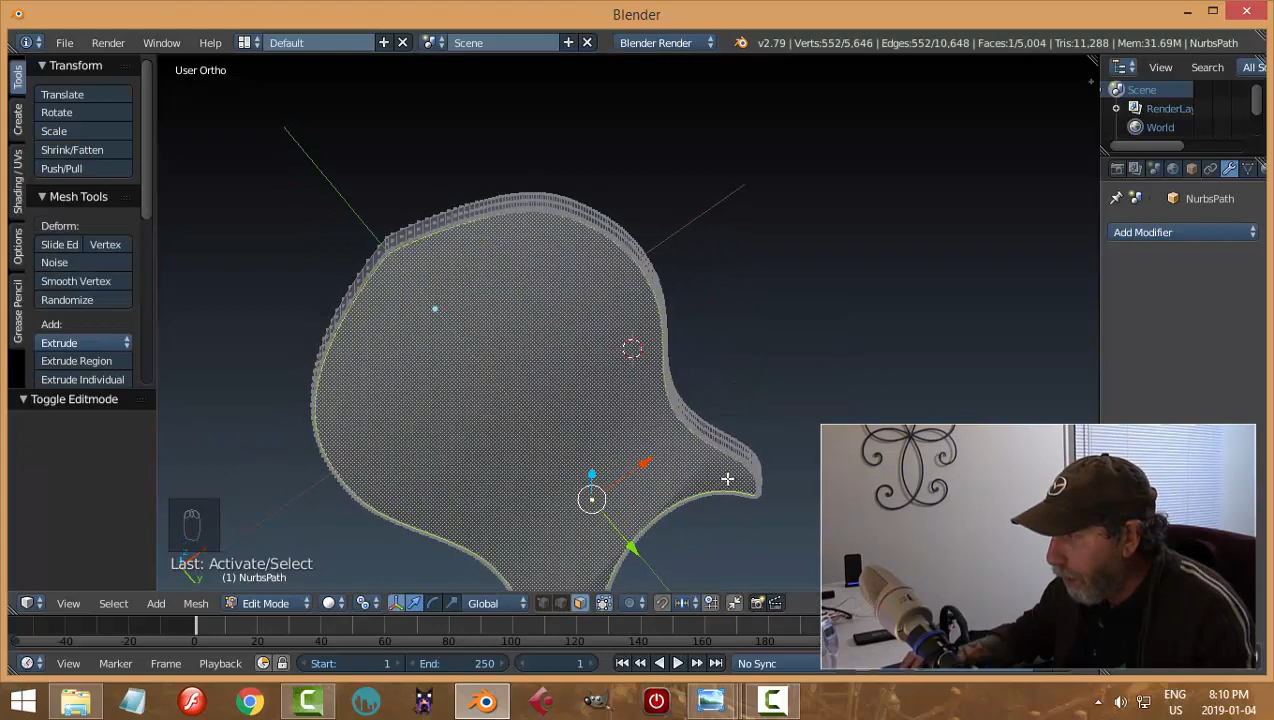 Blender
File Render Window Help Default Scene Blender Render v2.79 | Verts:552/5,646 | Edges:552/10,648 | Faces:1/5,004 | Tris:11,288 | Mem:31.69M | NurbsPath
Tools
Create
Shading / UVs
Options
Grease Pencil
Transform
Translate
Rotate
Scale
Shrink/Fatten
Push/Pull
Mesh Tools
Deform:
Slide Ed Vertex
Noise
Smooth Vertex
Randomize
Add:
Extrude
Extrude Region
Extrude Individual
Toggle Editmode
User Ortho
Last: Activate/Select
(1) NurbsPath
View Search All S
Scene
RenderLay
World
NurbsPath
Add Modifier
View Select Add Mesh Edit Mode Global
-40 -20 0 20 40 60 80 100 120 140 160 180
View Marker Frame Playback Start: 1 End: 250 1 No Sync
ENG 8:10 PM
US 2019-01-04